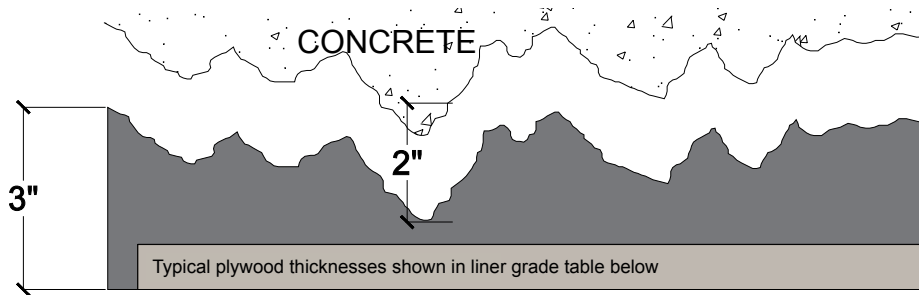 CONCRETE
2"
3"
Typical plywood thicknesses shown in liner grade table below